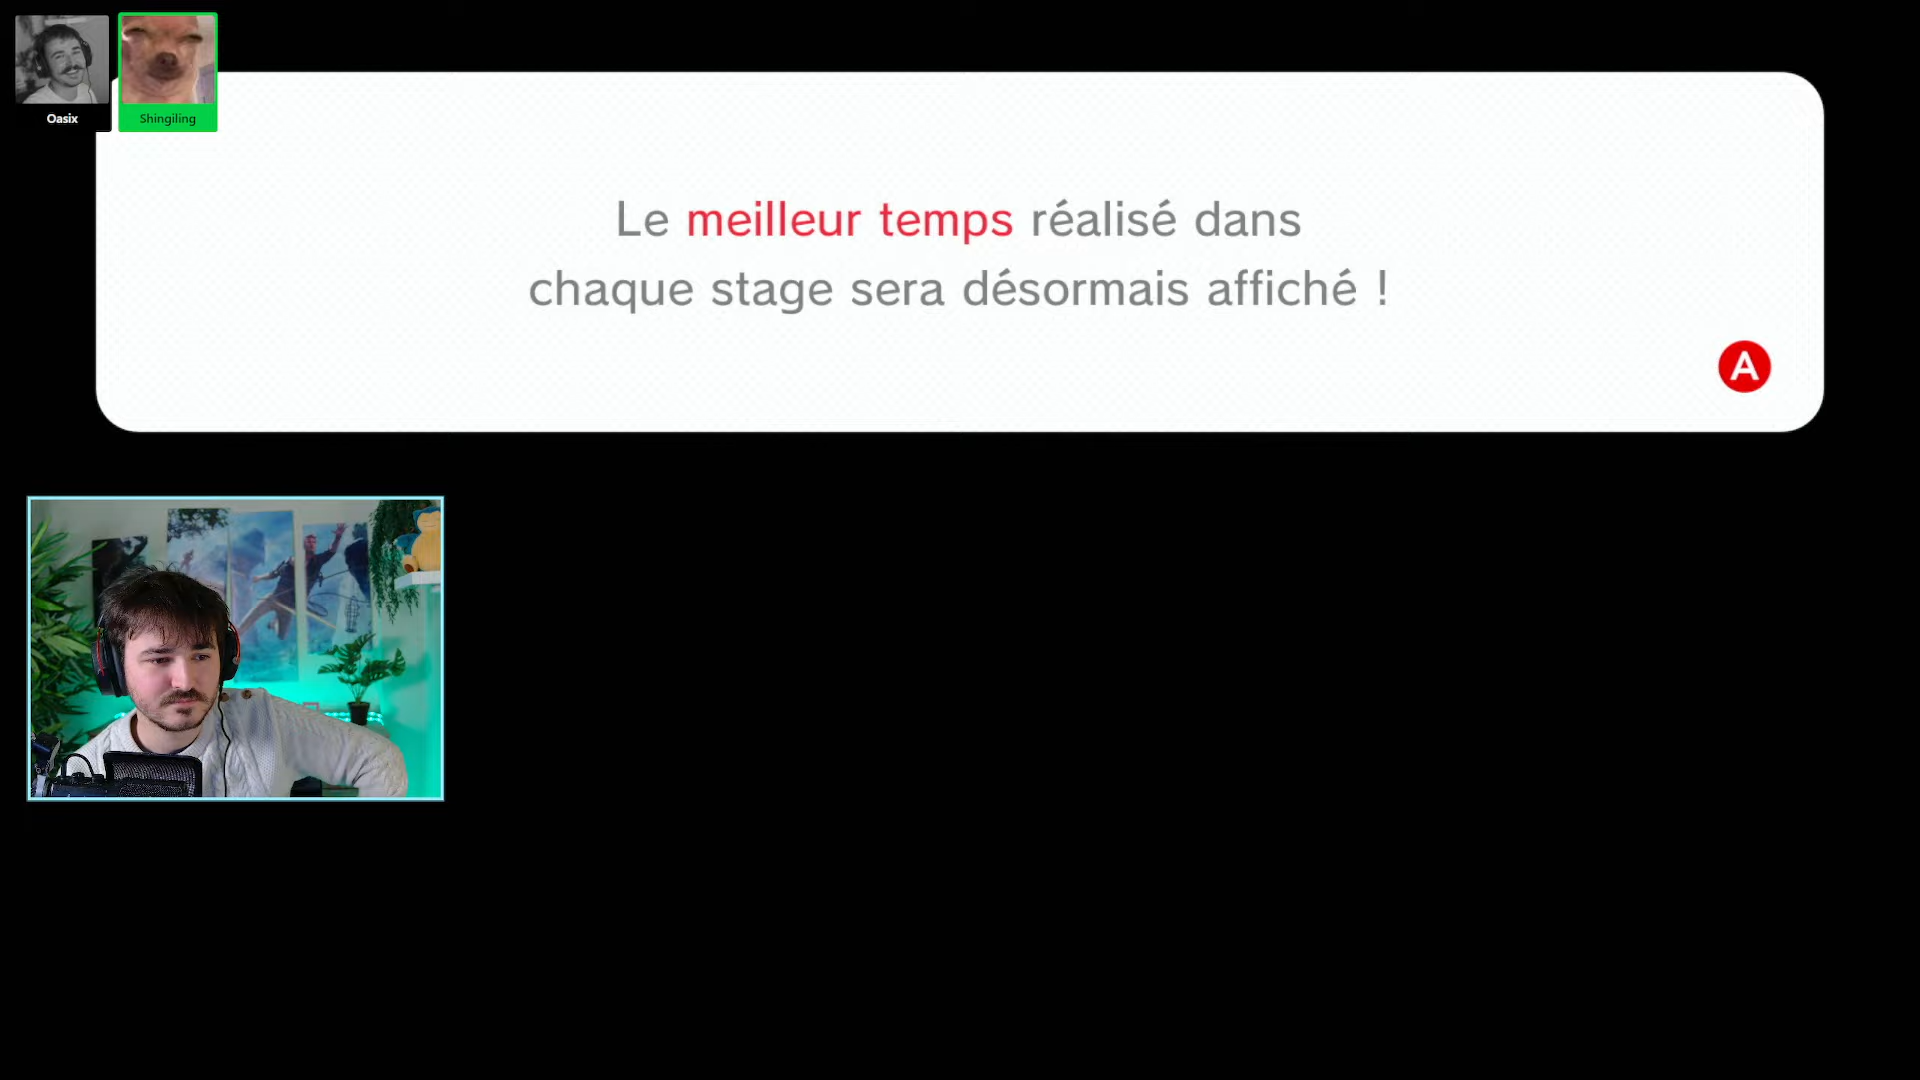 Oasix
Shingiling
Le meilleur temps réalisé dans
chaque stage sera désormais affiché !
A